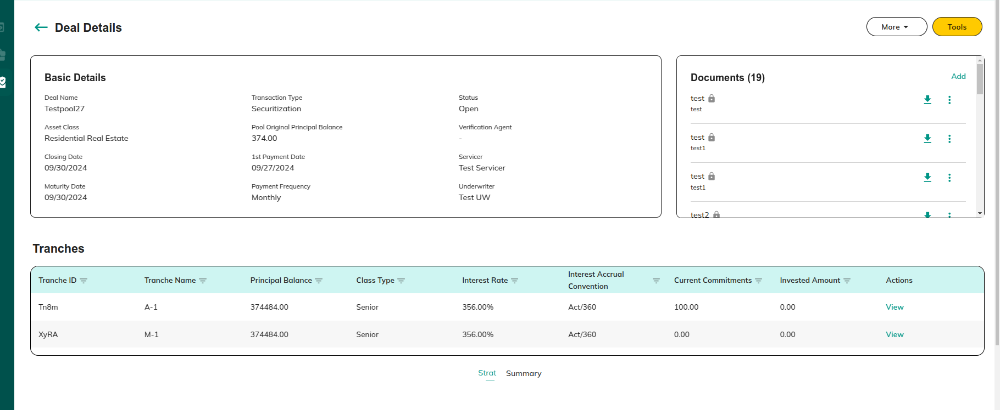 Deal Details
More
Tools
Basic Details
Deal Name
Testpool27
Transaction Type
Securitization
Status
Open
Asset Class
Residential Real Estate
Pool Original Principal Balance
374.00
Verification Agent
-
Closing Date
09/30/2024
1st Payment Date
09/27/2024
Servicer
Test Servicer
Maturity Date
09/30/2024
Payment Frequency
Monthly
Underwriter
Test UW
Documents (19)
Add
test
test
test
test1
test
test1
test2
Tranches
Tranche ID
Tranche Name
Principal Balance
Class Type
Interest Rate
Interest Accrual
Convention
Current Commitments
Invested Amount
Actions
Tn8m
A-1
374484.00
Senior
356.00%
Act/360
100.00
0.00
View
XyRA
M-1
374484.00
Senior
356.00%
Act/360
0.00
0.00
View
Strat
Summary